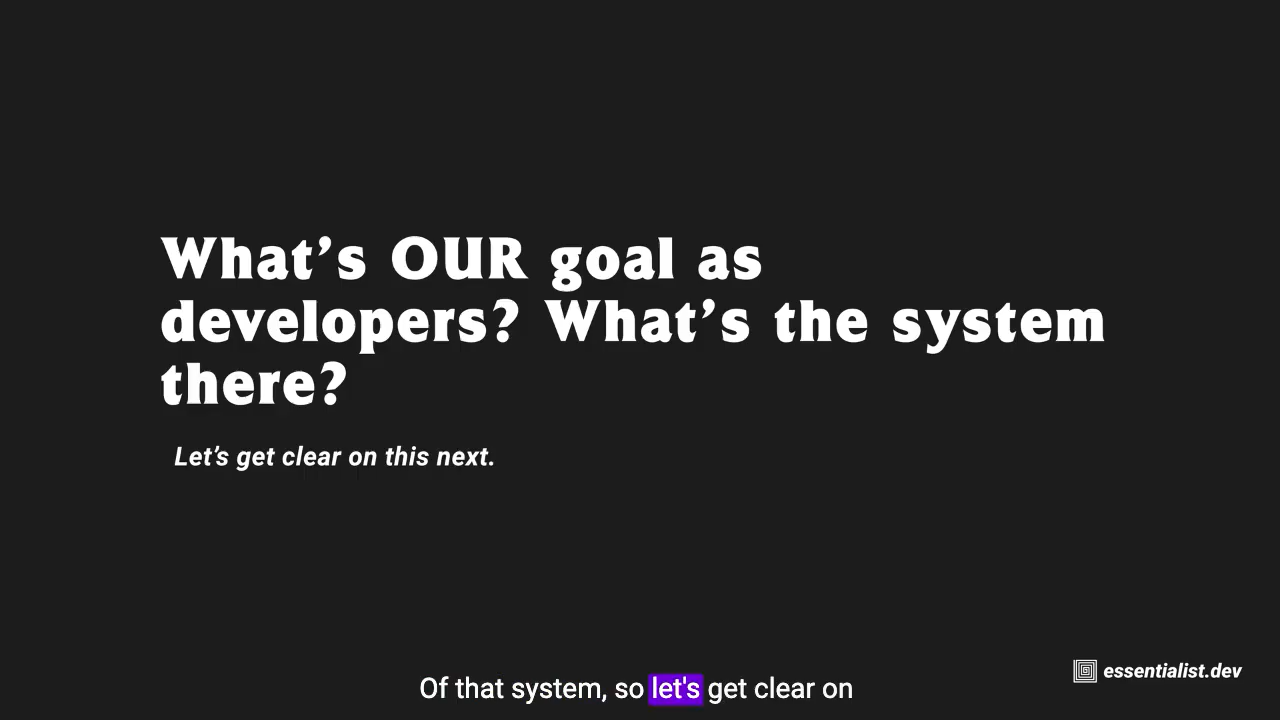 What’s OUR goal as
developers? What’s the system
there?
Let’s get clear on this next.
essentialist.dev
Of that system, so let's get clear on